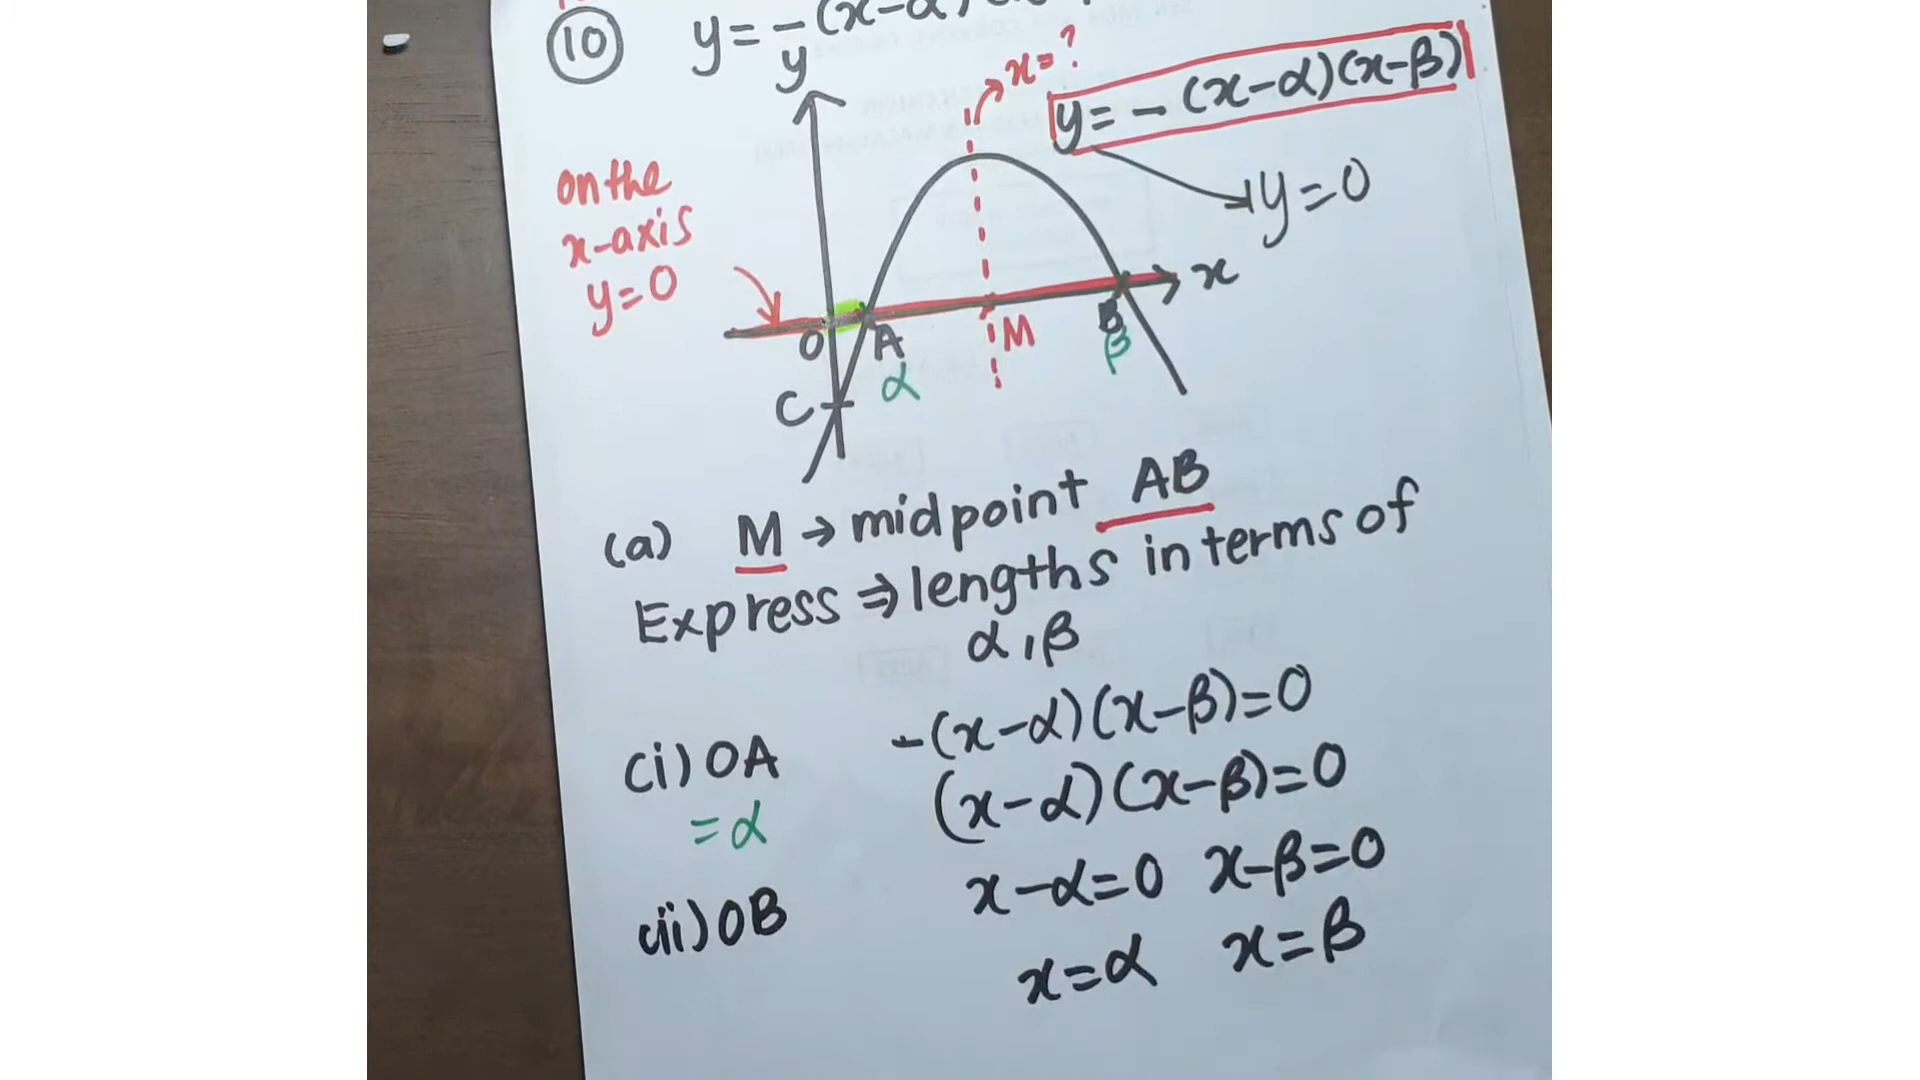 10 y = - (x-α)
y
x = ?
y = - (x-α)(x-β)
on the
x-axis
y=0
y=0
x
O A M B
α β
C
(a) M → midpoint AB
Express ⇒ lengths in terms of
α, β
-(x-α)(x-β)=0
(i) OA
(x-α)(x-β)=0
= α
x-α=0 x-β=0
(ii) OB
x=α x=β